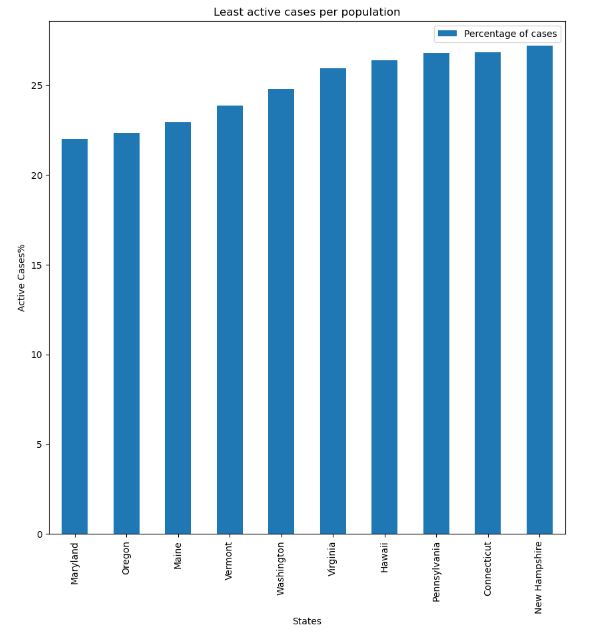 Least active cases per population
Percentage of cases
25
20
15
10
5
0
Active Cases%
Maryland
Oregon
Maine
Vermont
Washington
Virginia
Hawaii
Pennsylvania
Connecticut
New Hampshire
States